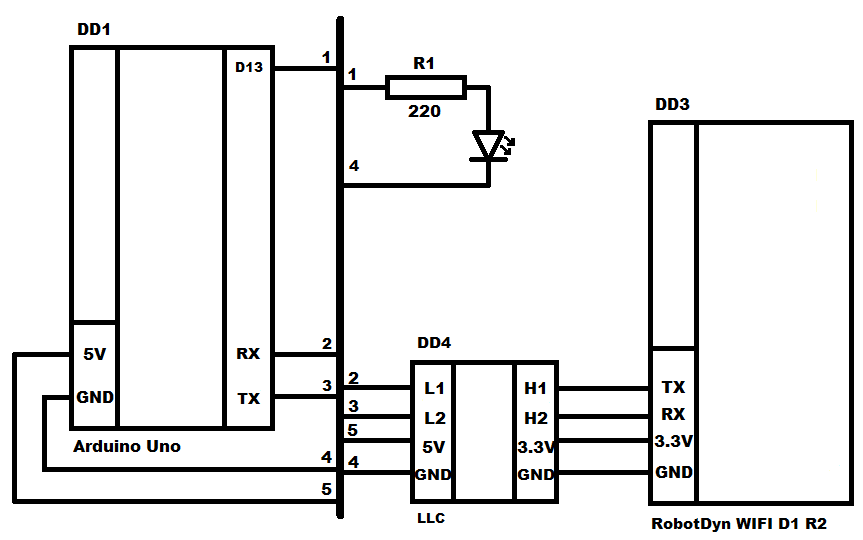 DD1
D13
1
1
R1
220
4
DD3
5V
GND
RX
TX
2
3
Arduino Uno
4
5
DD4
2
3
5
4
L1
L2
5V
GND
H1
H2
3.3V
GND
LLC
TX
RX
3.3V
GND
RobotDyn WIFI D1 R2